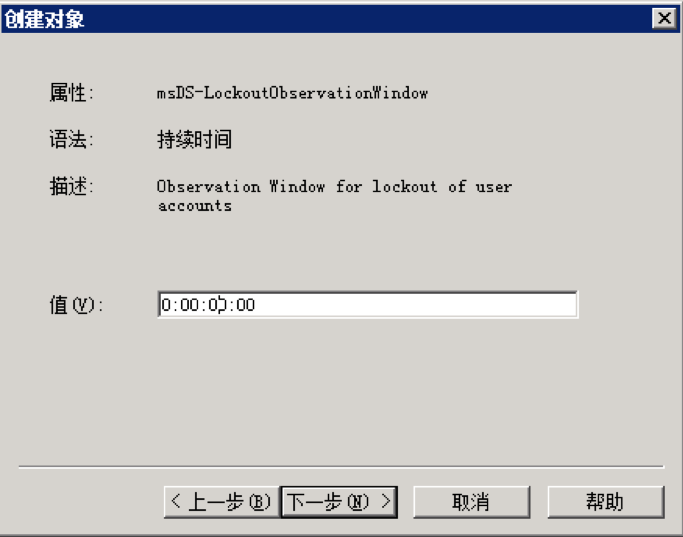 创建对象
属性: msDS-LockoutObservationWindow
语法: 持续时间
描述: Observation Window for lockout of user
accounts
值(V): 0:00:00:00
< 上一步(B) 下一步(N) > 取消 帮助